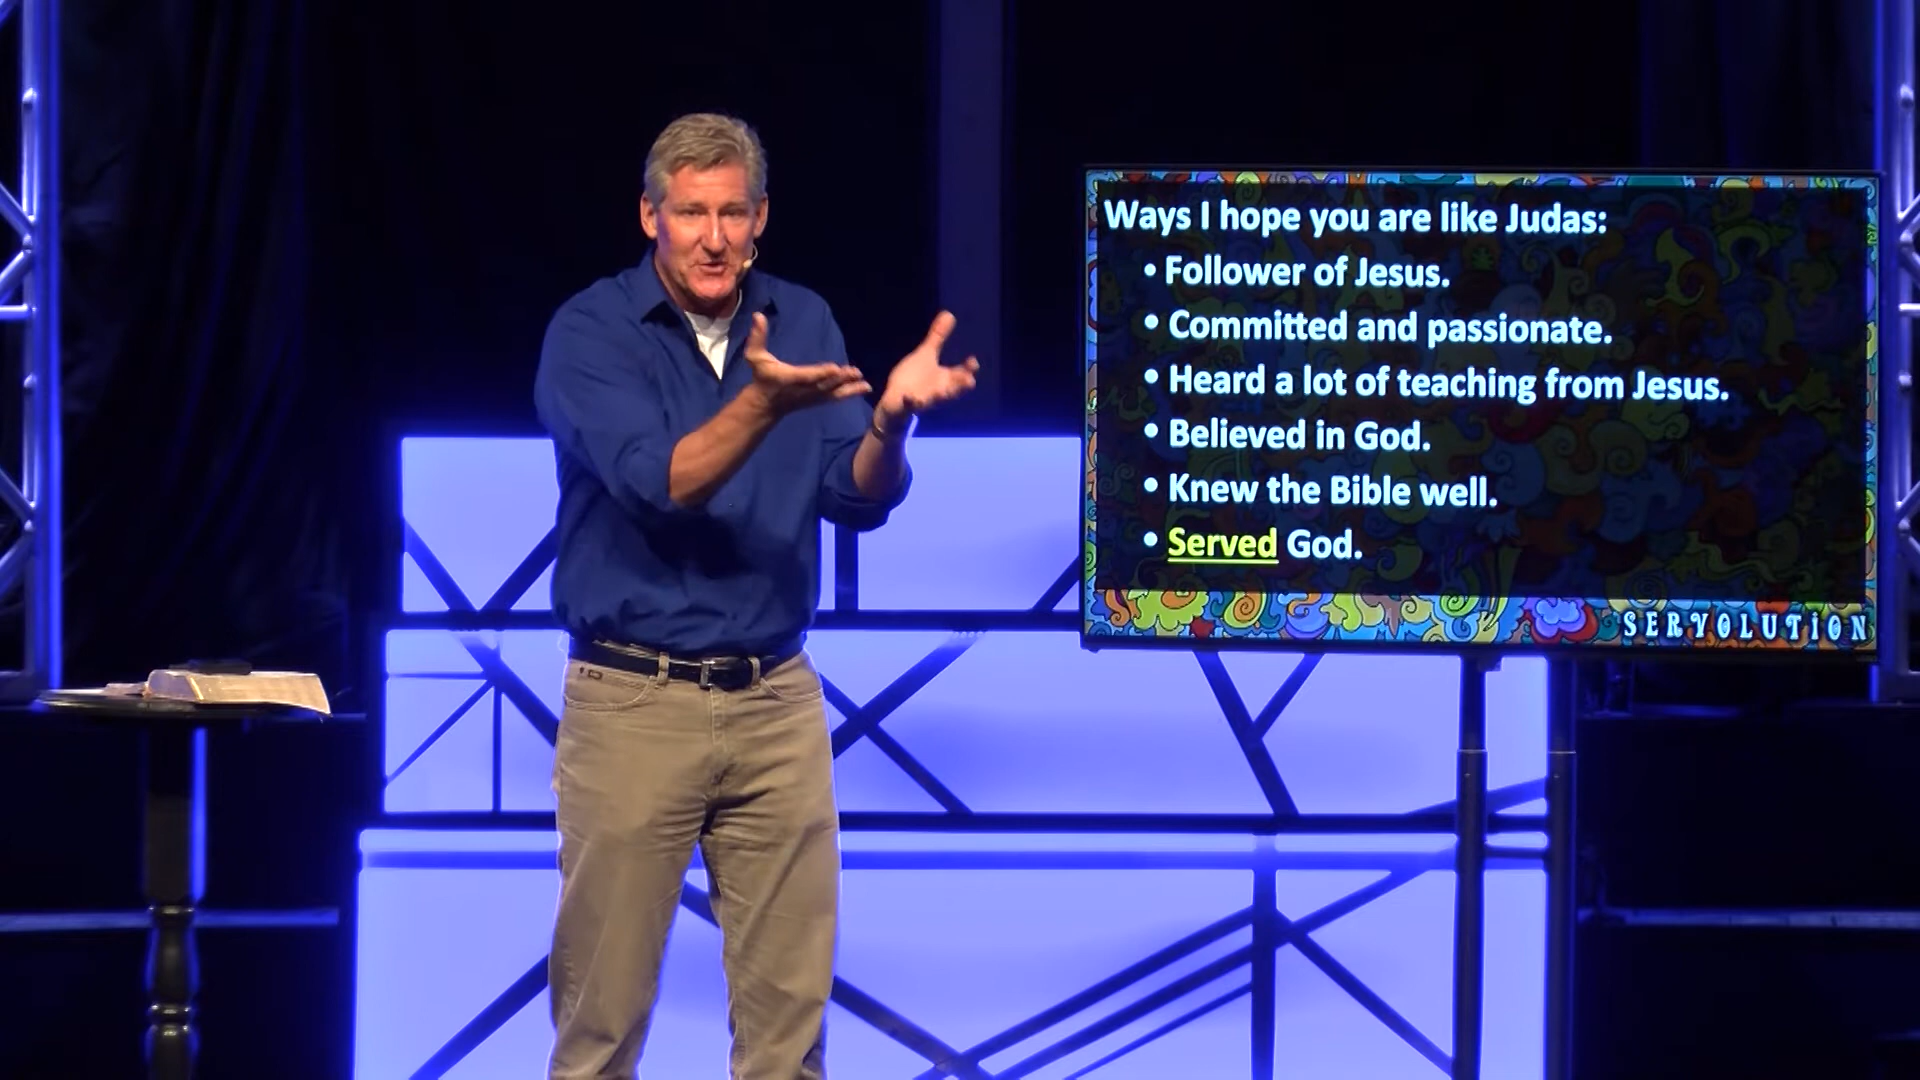 Ways I hope you are like Judas:
• Follower of Jesus.
• Committed and passionate.
• Heard a lot of teaching from Jesus.
• Believed in God.
• Knew the Bible well.
• Served God.
SERVOLUTION